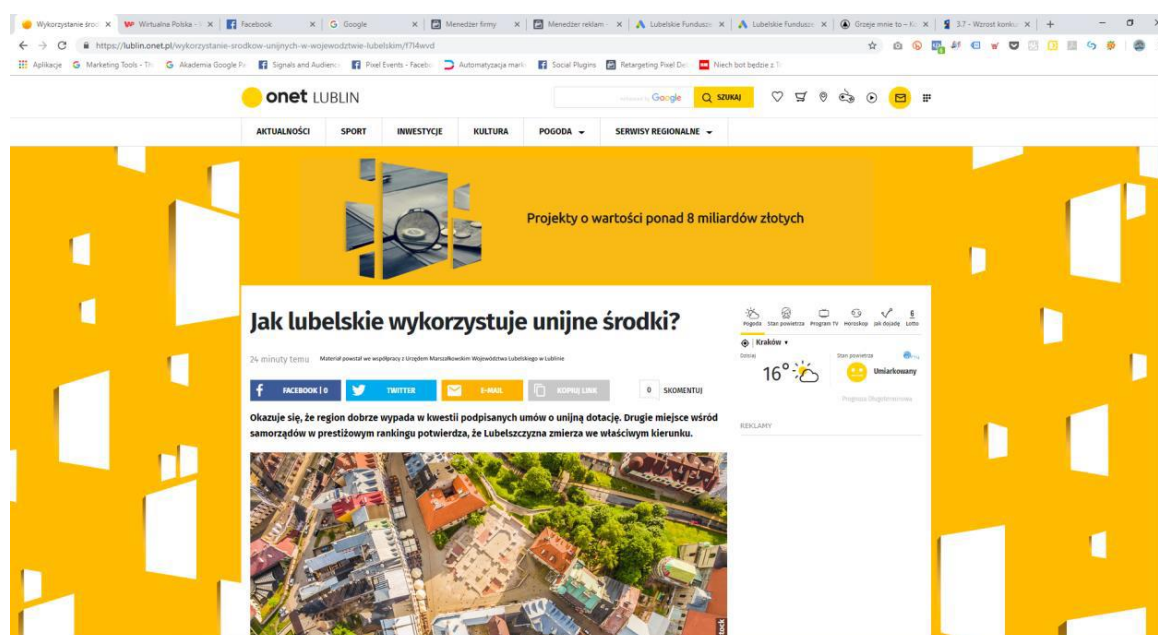 Wykorzystanie środ
Wirtualna Polska -
Facebook
Google
Menedżer firmy
Menedżer reklam -
Lubelskie Fundusze
Lubelskie Fundusze
Grzeje mnie to – K
3.7 - Wzrost konku
https://lublin.onet.pl/wykorzystanie-srodkow-unijnych-w-wojewodztwie-lubelskim/f7l4wvd
Aplikacje
Marketing Tools - Th
Akademia Google
Signals and Audienc
Pixel Events - Facebo
Automatyzacja mark
Social Plugins
Retargeting Pixel De
Niech bot będzie z T
onet LUBLIN
Google
SZUKAJ
AKTUALNOŚCI SPORT INWESTYCJE KULTURA POGODA SERWISY REGIONALNE
Projekty o wartości ponad 8 miliardów złotych
Jak lubelskie wykorzystuje unijne środki?
24 minuty temu Materiał powstał we współpracy z Urzędem Marszałkowskim Województwa Lubelskiego w Lublinie
FACEBOOK | 0 TWITTER E-MAIL KOPIUJ LINK 0 SKOMENTUJ
Okazuje się, że region dobrze wypada w kwestii podpisanych umów o unijną dotację. Drugie miejsce wśród
samorządów w prestiżowym rankingu potwierdza, że Lubelszczyzna zmierza we właściwym kierunku.
Pogoda Stan powietrza Program TV Horoskop Jak dojadę Lotto
Kraków
Dzisiaj
16°
Stan powietrza
Umiarkowany
Prognoza długoterminowa
REKLAMY